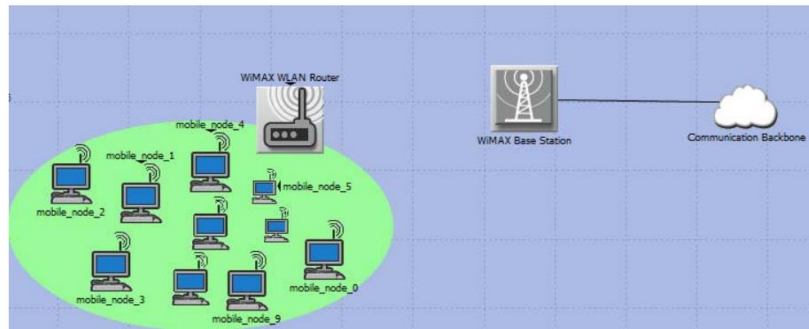 WiMAX WLAN Router
mobile_node_4
mobile_node_1
mobile_node_5
mobile_node_2
mobile_node_3
mobile_node_0
mobile_node_9
WiMAX Base Station
Communication Backbone